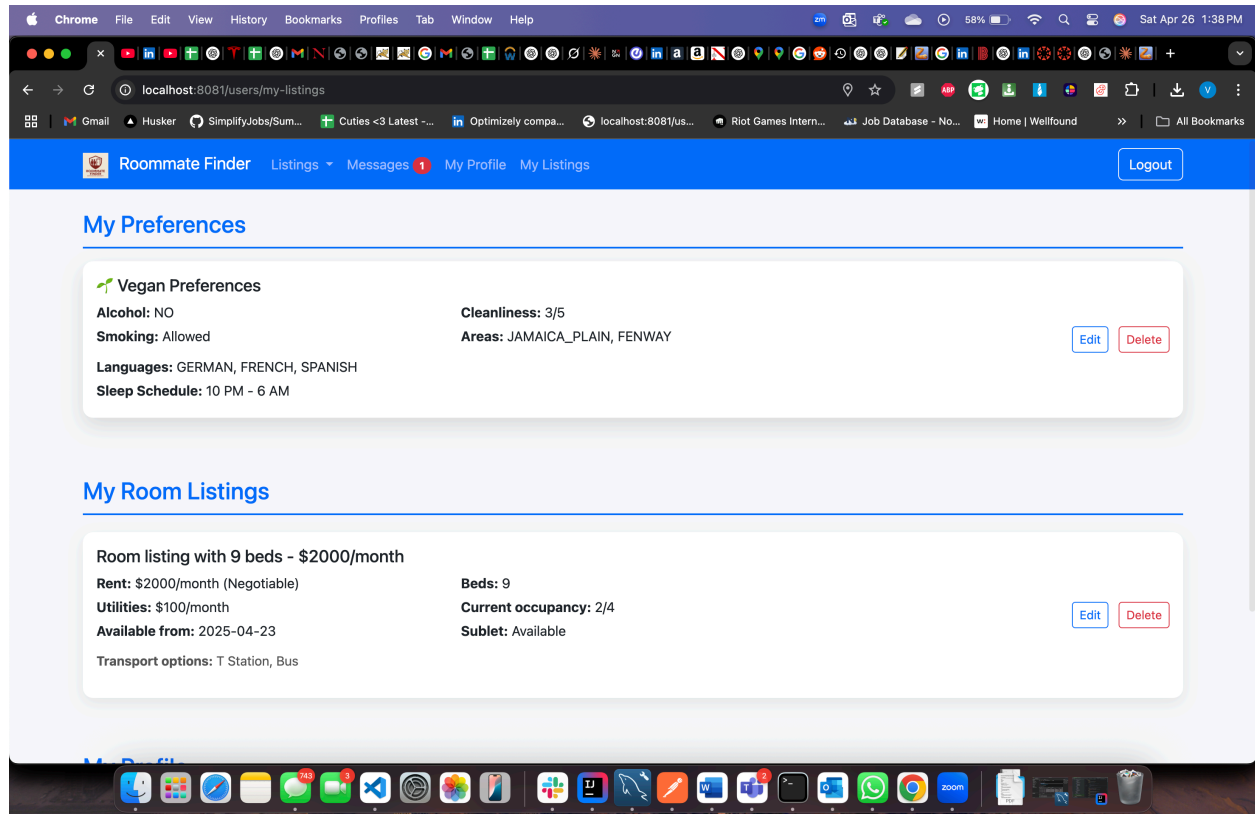 Chrome File Edit View History Bookmarks Profiles Tab Window Help
zm 58% Sat Apr 26 1:38 PM
localhost:8081/users/my-listings
ABP V
Gmail Husker SimplifyJobs/Sum... Cuties <3 Latest -... Optimizely compa... localhost:8081/us... Riot Games Intern... Job Database - No... Home | Wellfound » All Bookmarks
Roommate Finder Listings Messages 1 My Profile My Listings Logout
My Preferences
Vegan Preferences
Alcohol: NO Cleanliness: 3/5
Smoking: Allowed Areas: JAMAICA_PLAIN, FENWAY
Edit Delete
Languages: GERMAN, FRENCH, SPANISH
Sleep Schedule: 10 PM - 6 AM
My Room Listings
Room listing with 9 beds - $2000/month
Rent: $2000/month (Negotiable) Beds: 9
Utilities: $100/month Current occupancy: 2/4
Edit Delete
Available from: 2025-04-23 Sublet: Available
Transport options: T Station, Bus
My Profile
743 3 2 zoom
PDF